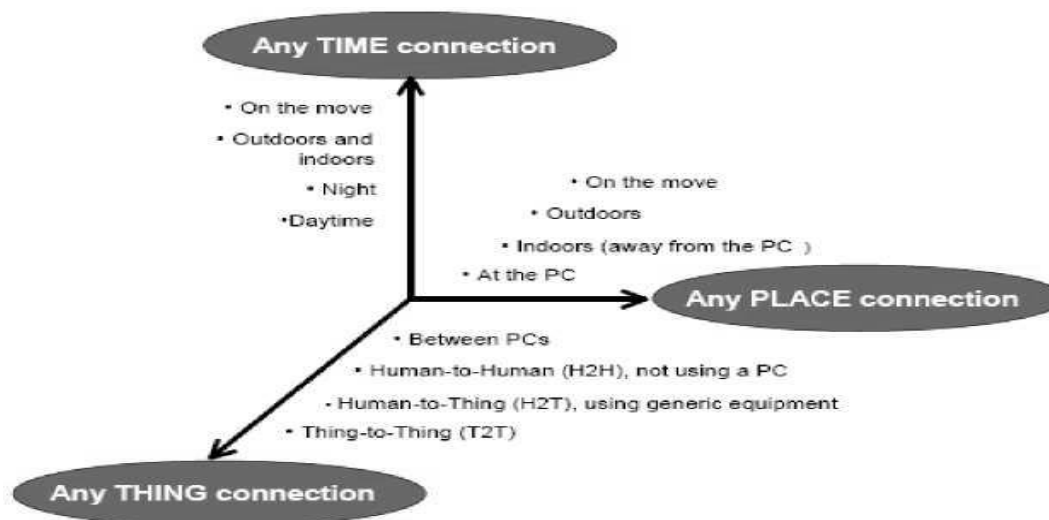 Any TIME connection
• On the move
• Outdoors and
indoors
• Night
•Daytime
• On the move
• Outdoors
• Indoors (away from the PC )
• At the PC
Any PLACE connection
• Between PCs
• Human-to-Human (H2H), not using a PC
- Human-to-Thing (H2T), using generic equipment
• Thing-to-Thing (T2T)
Any THING connection